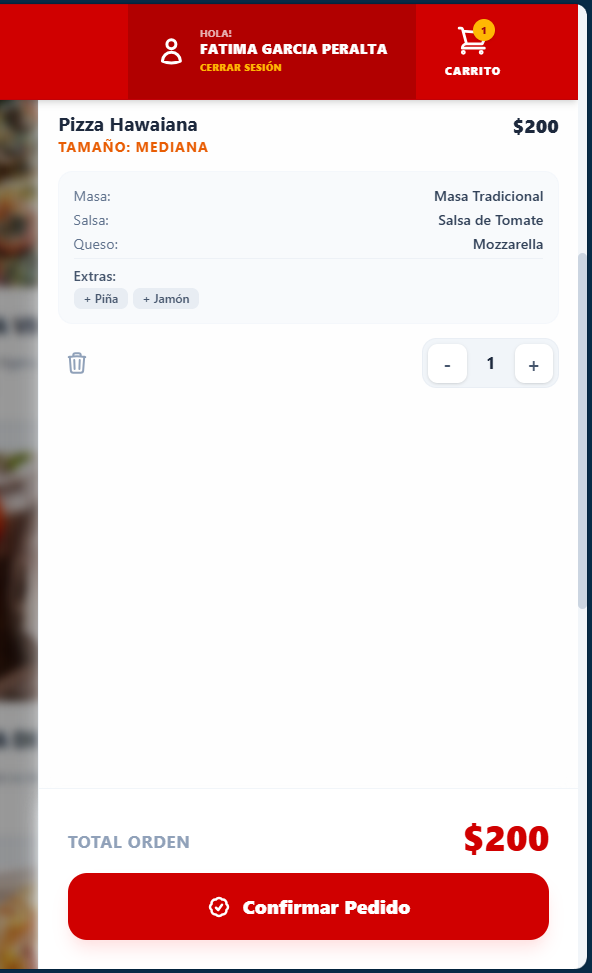 HOLA!
FATIMA GARCIA PERALTA
CERRAR SESIÓN
1
CARRITO
Pizza Hawaiana
$200
TAMAÑO: MEDIANA
Masa:
Masa Tradicional
Salsa:
Salsa de Tomate
Queso:
Mozzarella
Extras:
+ Piña
+ Jamón
- 1 +
TOTAL ORDEN
$200
Confirmar Pedido